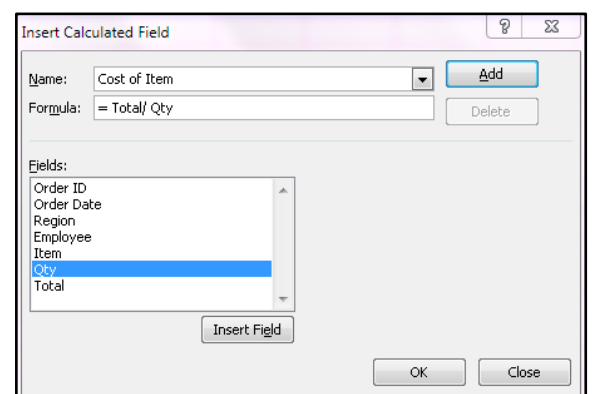 Insert Calculated Field
Name: Cost of Item Add
Formula: = Total/ Qty Delete
Fields:
Order ID
Order Date
Region
Employee
Item
Qty
Total
Insert Field
OK Close